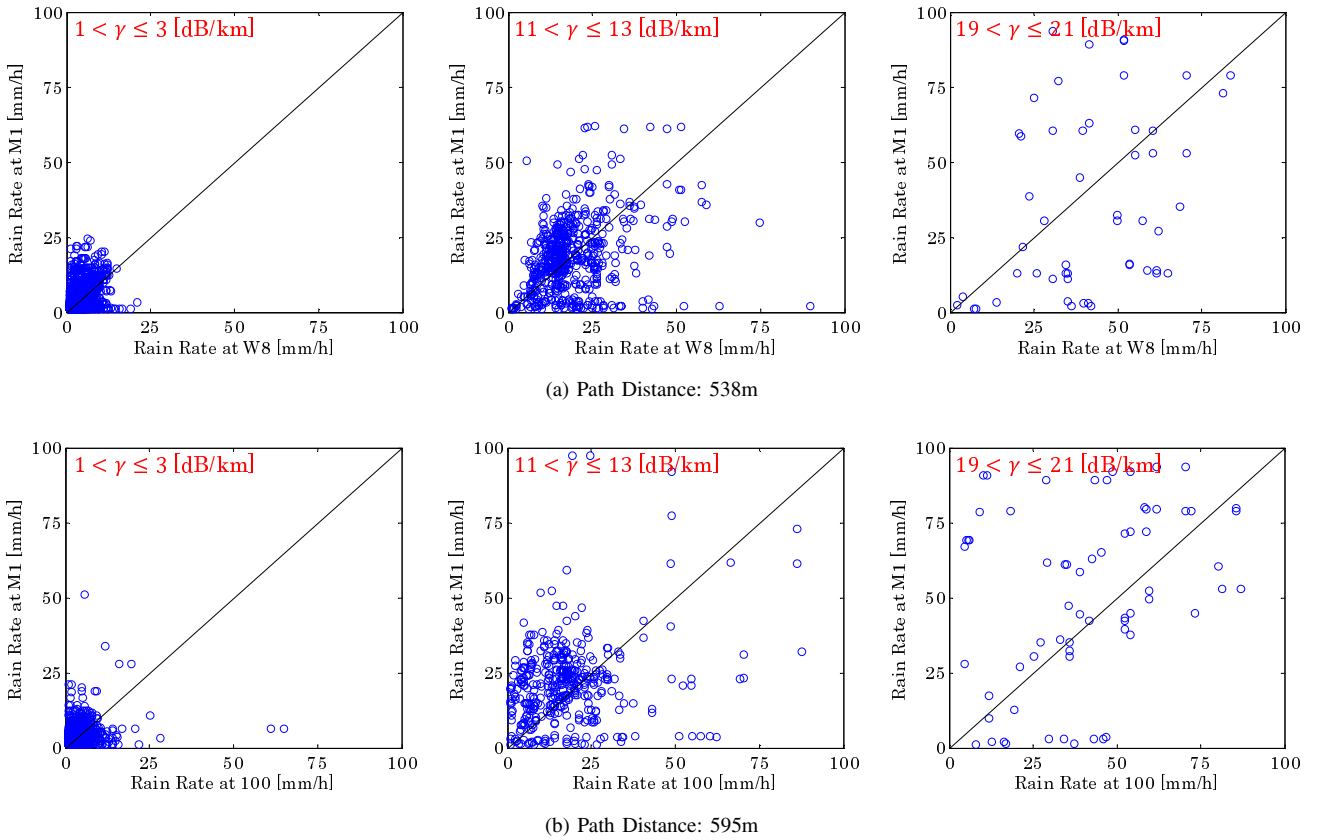 1 < γ ≤ 3 [dB/km]
100
75
50
25
0
Rain Rate at M1 [mm/h]
0 25 50 75 100
Rain Rate at W8 [mm/h]
11 < γ ≤ 13 [dB/km]
100
75
50
25
0
Rain Rate at M1 [mm/h]
0 25 50 75 100
Rain Rate at W8 [mm/h]
19 < γ ≤ 21 [dB/km]
100
75
50
25
0
Rain Rate at M1 [mm/h]
0 25 50 75 100
Rain Rate at W8 [mm/h]
(a) Path Distance: 538m
1 < γ ≤ 3 [dB/km]
100
75
50
25
0
Rain Rate at M1 [mm/h]
0 25 50 75 100
Rain Rate at 100 [mm/h]
11 < γ ≤ 13 [dB/km]
100
75
50
25
0
Rain Rate at M1 [mm/h]
0 25 50 75 100
Rain Rate at 100 [mm/h]
19 < γ ≤ 21 [dB/km]
100
75
50
25
0
Rain Rate at M1 [mm/h]
0 25 50 75 100
Rain Rate at 100 [mm/h]
(b) Path Distance: 595m